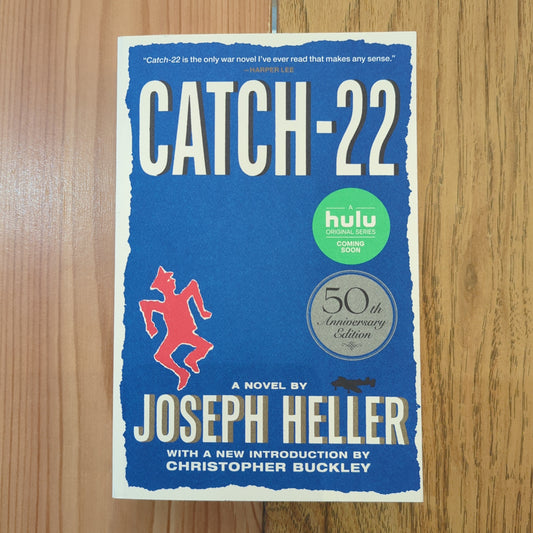 "Catch-22 is the only war novel I've ever read that makes any sense."
—HARPER LEE
CATCH-22
A
hulu
ORIGINAL SERIES
COMING
SOON
50th
Anniversary
Edition
A NOVEL BY
JOSEPH HELLER
WITH A NEW INTRODUCTION BY
CHRISTOPHER BUCKLEY